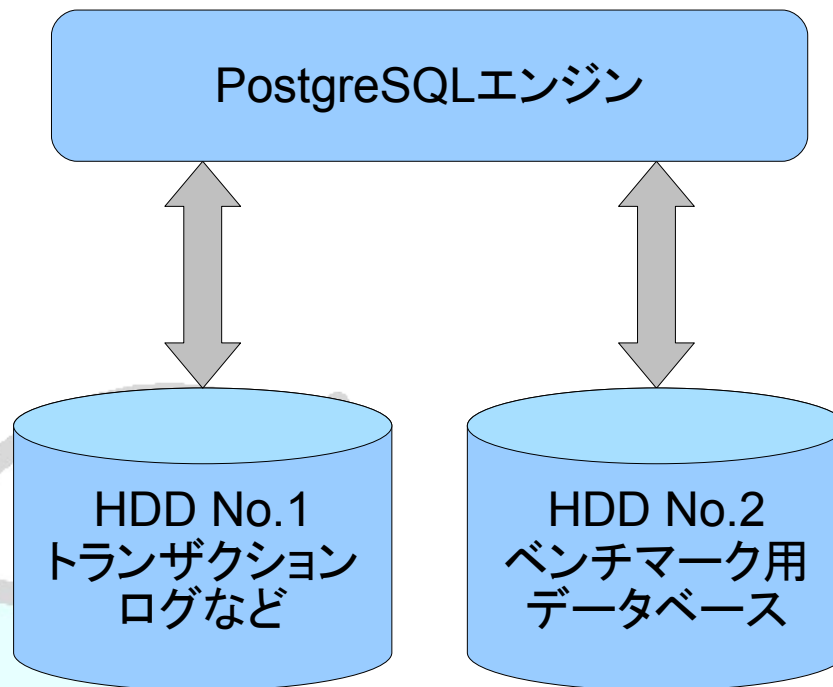 PostgreSQLエンジン
HDD No.1
トランザクション
ログなど
HDD No.2
ベンチマーク用
データベース